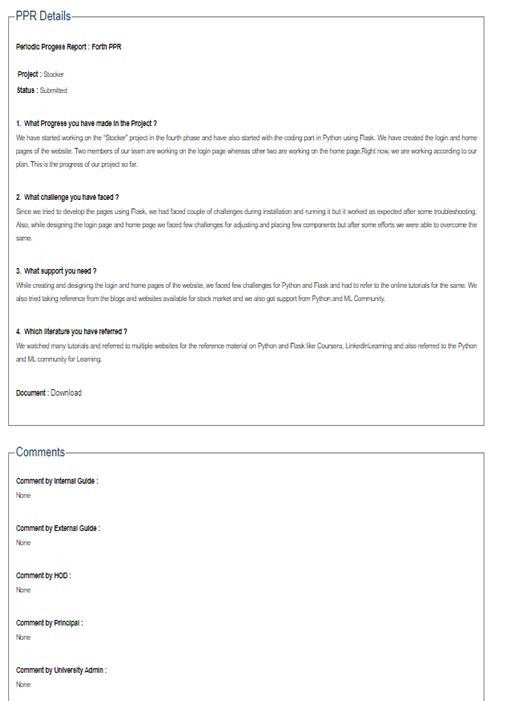 PPR Details
Periodic Progess Report : Forth PPR
Project : Stocker
Status : Submitted
1. What Progress you have made in the Project ?
We have started working on the "Stocker" project in the fourth phase and have also started with the coding part in Python using Flask. We have created the login and home
pages of the website. Two members of our team are working on the login page whereas other two are working on the home page.Right now, we are working according to our
plan. This is the progress of our project so far.
2. What challenge you have faced ?
Since we tried to develop the pages using Flask, we had faced couple of challenges during installation and running it but it worked as expected after some troubleshooting.
Also, while designing the login page and home page we faced few challenges for adjusting and placing few components but after some efforts we were able to overcome the
same.
3. What support you need ?
While creating and designing the login and home pages of the website, we faced few challenges for Python and Flask and had to refer to the online tutorials for the same. We
also tried taking reference from the blogs and websites available for stock market and we also got support from Python and ML Community.
4. Which literature you have referred ?
We watched many tutorials and referred to multiple websites for the reference material on Python and Flask like Coursera, LinkedInLearning and also referred to the Python
and ML community for Learning.
Document : Download
Comments
Comment by Internal Guide :
None
Comment by External Guide :
None
Comment by HOD :
None
Comment by Principal :
None
Comment by University Admin :
None